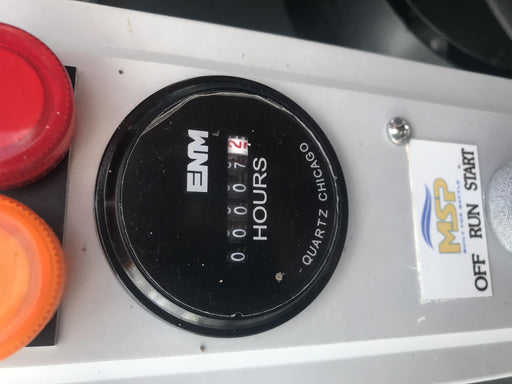 ENM
000072
HOURS
QUARTZ CHICAGO
MSP
OFF RUN START